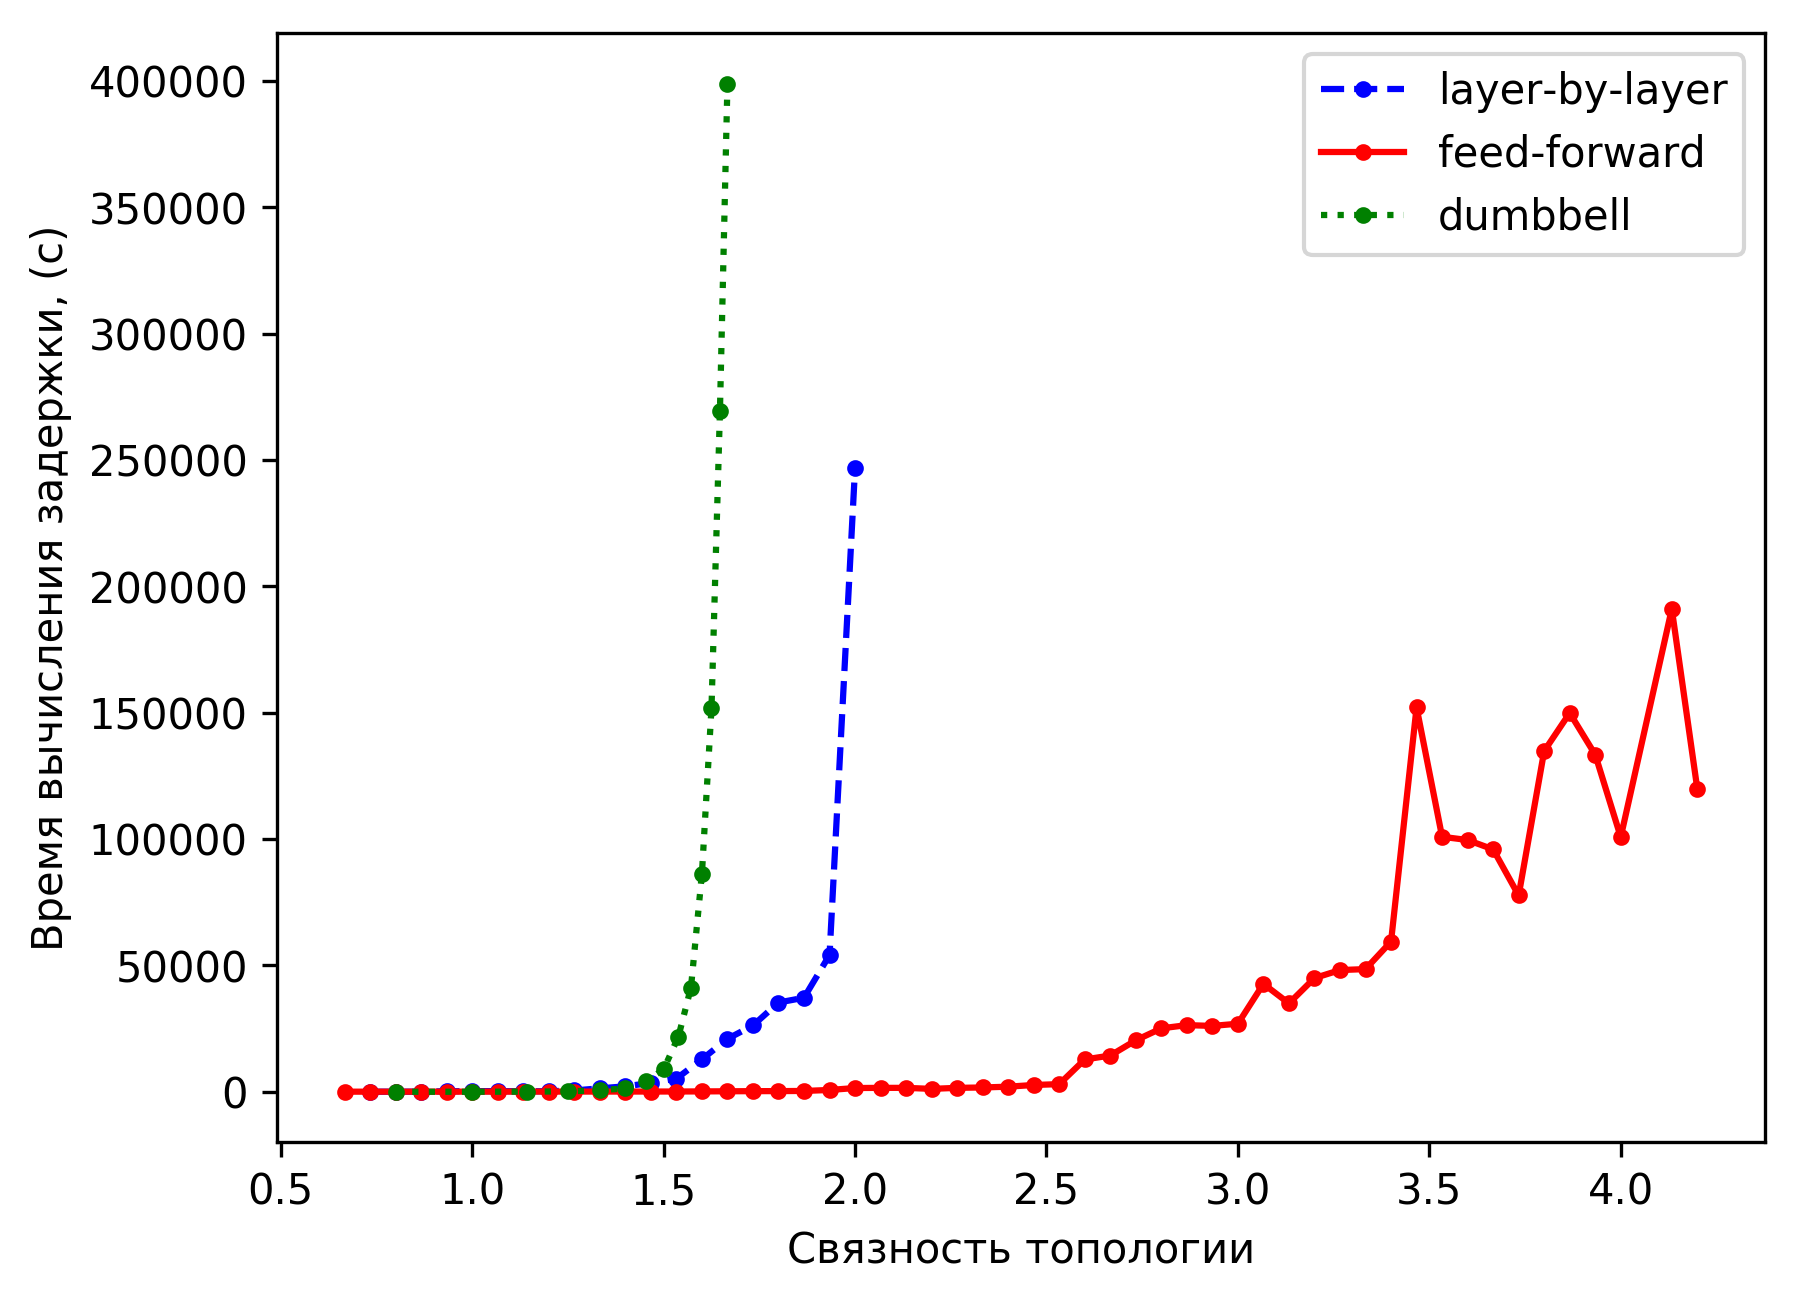 400000
350000
300000
250000
200000
150000
100000
50000
0
Время вычисления задержки, (с)
layer-by-layer
feed-forward
dumbbell
0.5 1.0 1.5 2.0 2.5 3.0 3.5 4.0
Связность топологии